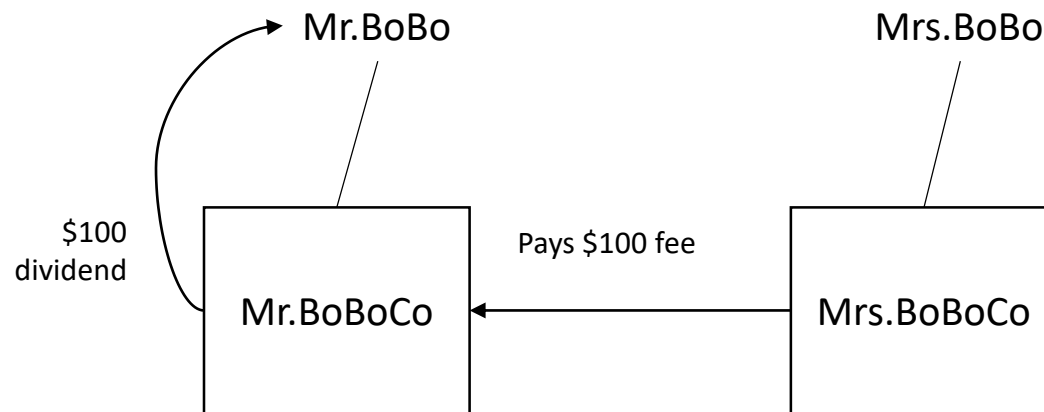 Mr.BoBo
Mrs.BoBo
$100
dividend
Pays $100 fee
Mr.BoBoCo
Mrs.BoBoCo